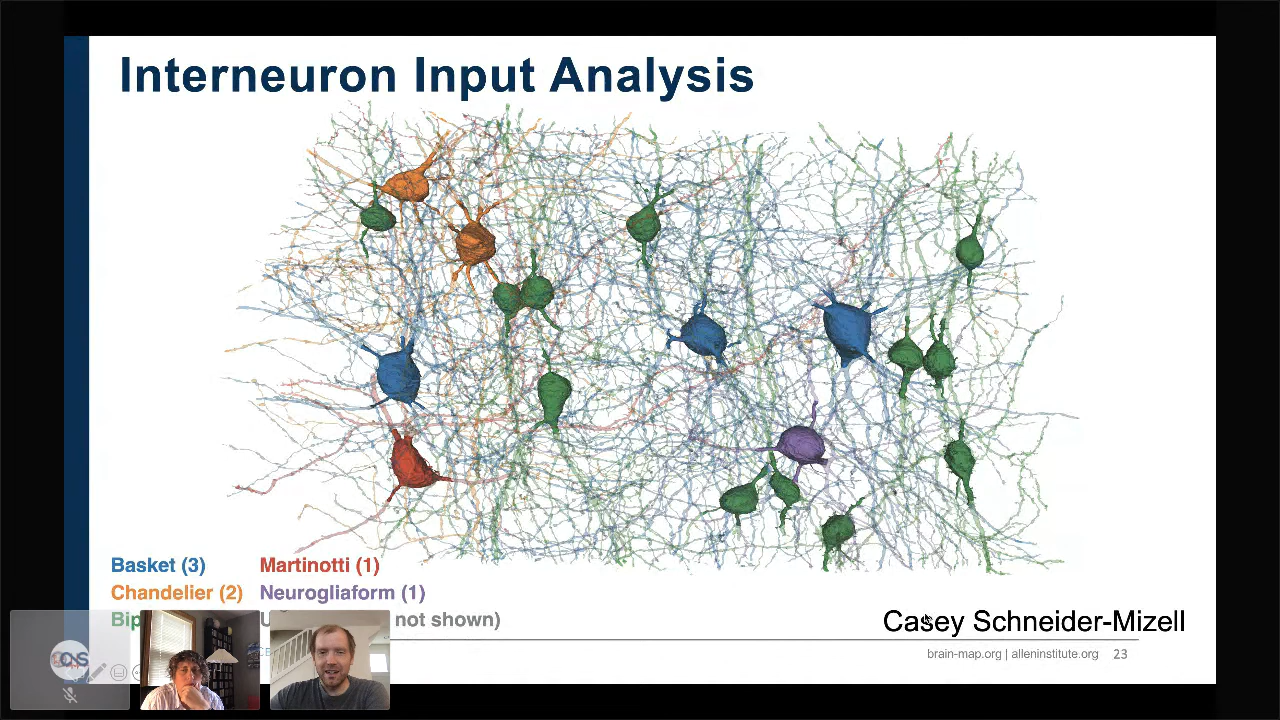 Interneuron Input Analysis
Basket (3) Martinotti (1)
Chandelier (2) Neurogliaform (1)
not shown)
Casey Schneider-Mizell
brain-map.org | alleninstitute.org 23